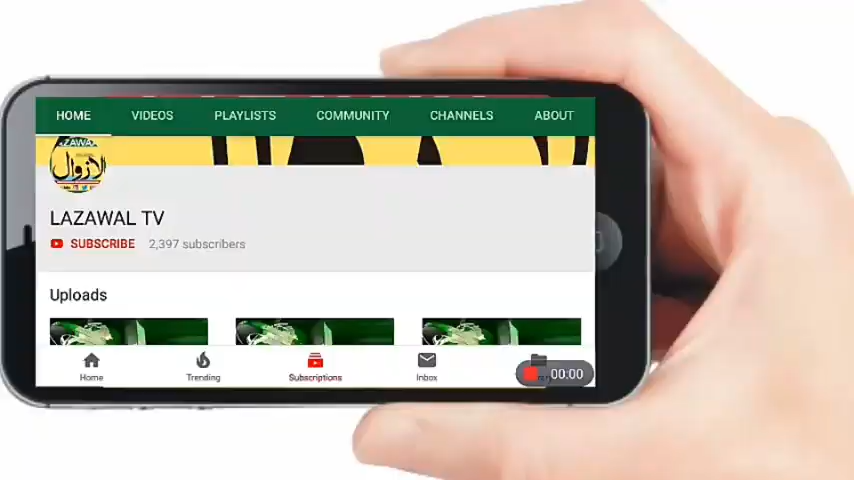 HOME VIDEOS PLAYLISTS COMMUNITY CHANNELS ABOUT
لازوال
LAZAWAL TV
SUBSCRIBE 2,397 subscribers
Uploads
Home Trending Subscriptions Inbox
00:00